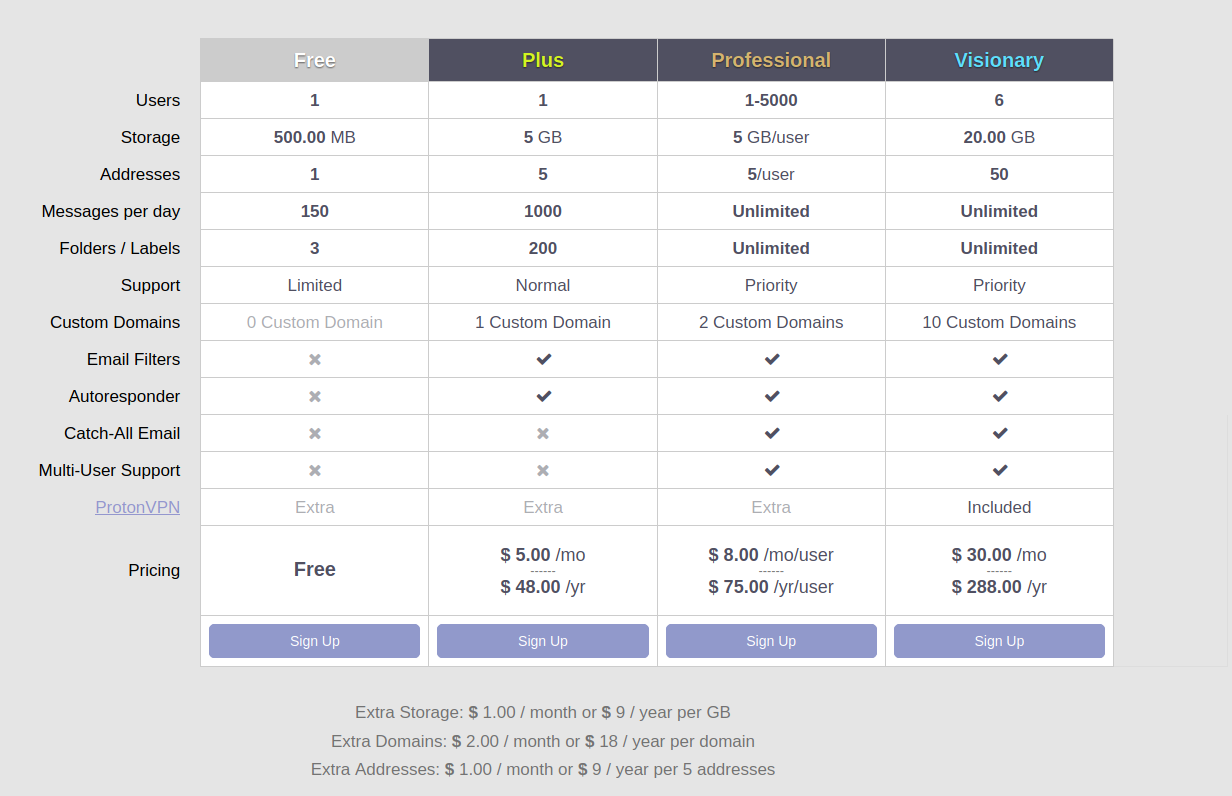 Free Plus Professional Visionary
Users 1 1 1-5000 6
Storage 500.00 MB 5 GB 5 GB/user 20.00 GB
Addresses 1 5 5/user 50
Messages per day 150 1000 Unlimited Unlimited
Folders / Labels 3 200 Unlimited Unlimited
Support Limited Normal Priority Priority
Custom Domains 0 Custom Domain 1 Custom Domain 2 Custom Domains 10 Custom Domains
Email Filters ✖ ✔ ✔ ✔
Autoresponder ✖ ✔ ✔ ✔
Catch-All Email ✖ ✖ ✔ ✔
Multi-User Support ✖ ✖ ✔ ✔
ProtonVPN Extra Extra Extra Included
$ 5.00 /mo $ 8.00 /mo/user $ 30.00 /mo
Pricing Free ------ ------ ------
$ 48.00 /yr $ 75.00 /yr/user $ 288.00 /yr
Sign Up Sign Up Sign Up Sign Up
Extra Storage: $ 1.00 / month or $ 9 / year per GB
Extra Domains: $ 2.00 / month or $ 18 / year per domain
Extra Addresses: $ 1.00 / month or $ 9 / year per 5 addresses